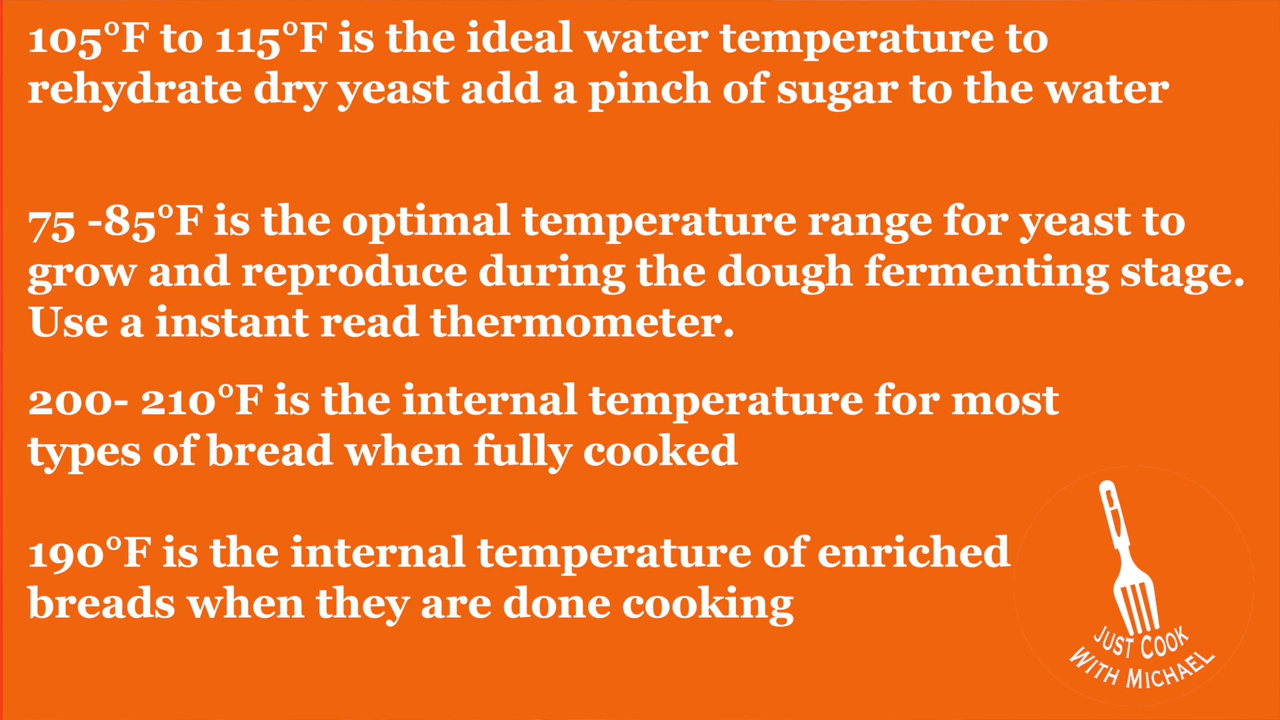 105°F to 115°F is the ideal water temperature to
rehydrate dry yeast add a pinch of sugar to the water
75 -85°F is the optimal temperature range for yeast to
grow and reproduce during the dough fermenting stage.
Use a instant read thermometer.
200- 210°F is the internal temperature for most
types of bread when fully cooked
190°F is the internal temperature of enriched
breads when they are done cooking
JUST COOK
WITH MICHAEL